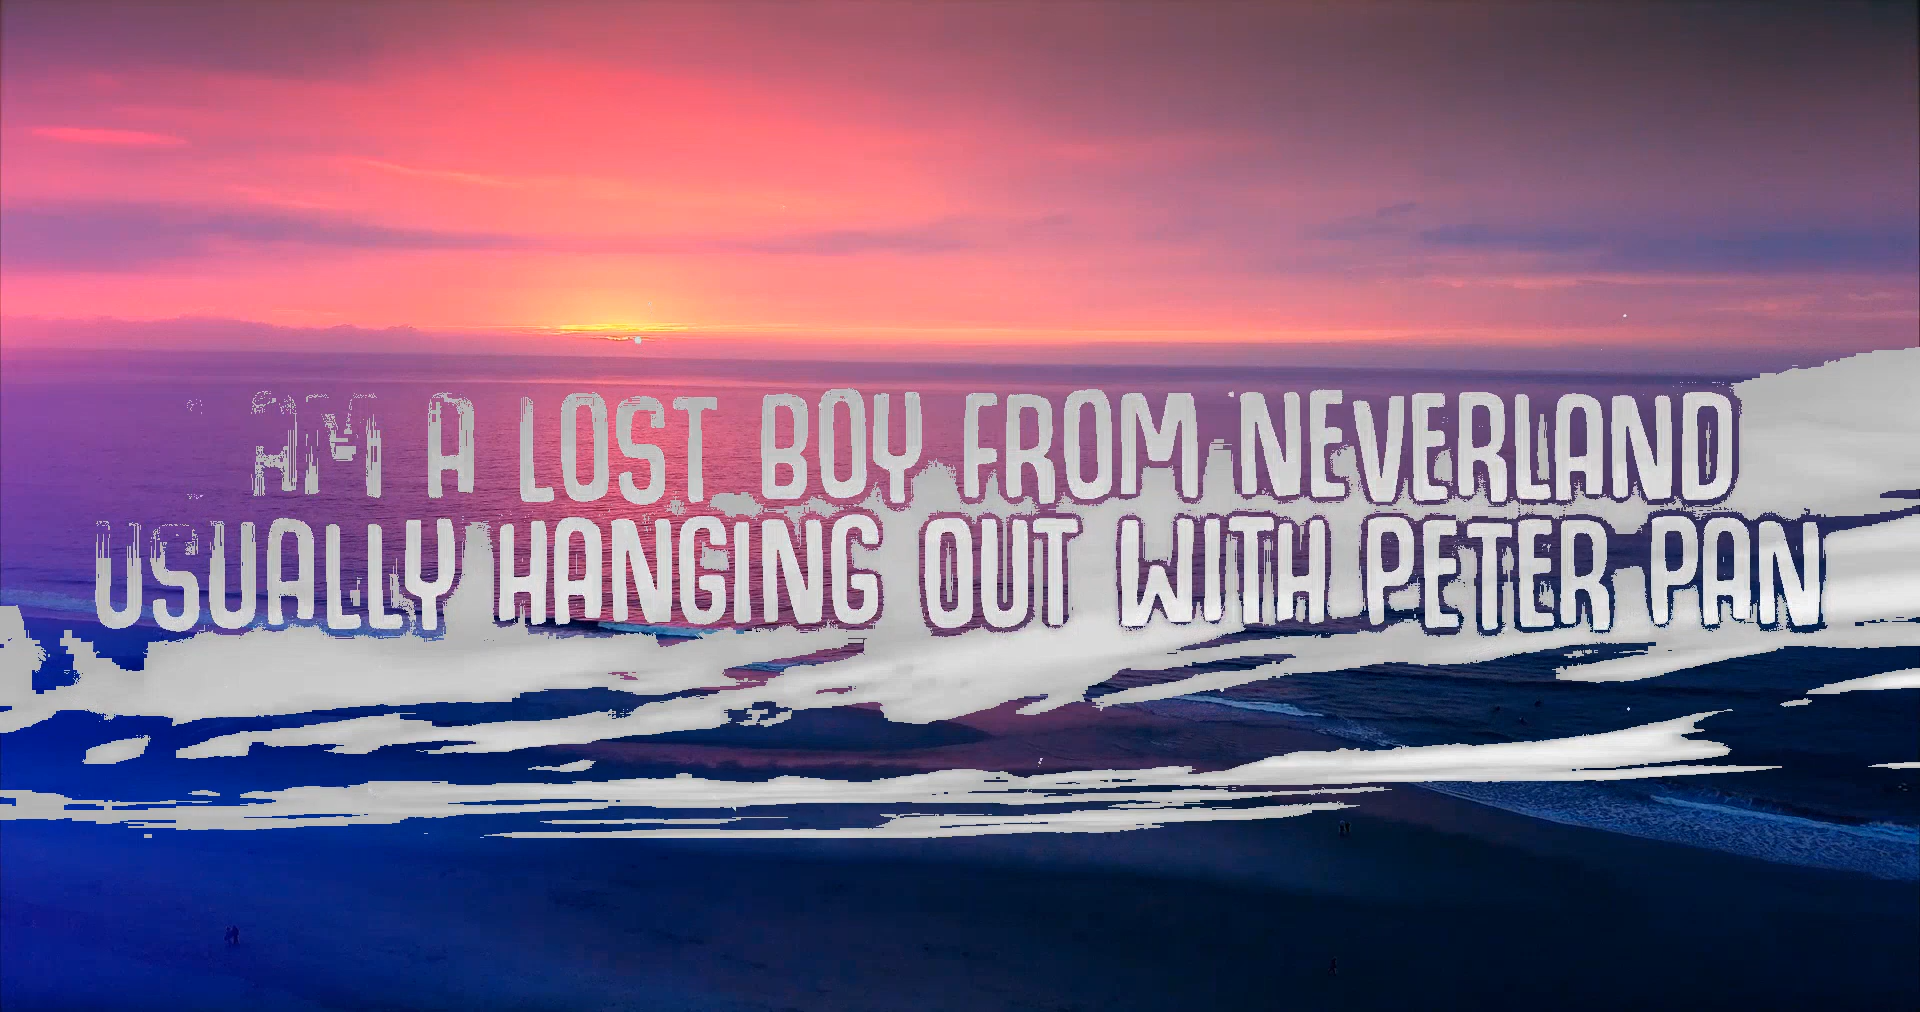 AM A LOST BOY FROM NEVERLAND
USUALLY HANGING OUT WITH PETER PAN